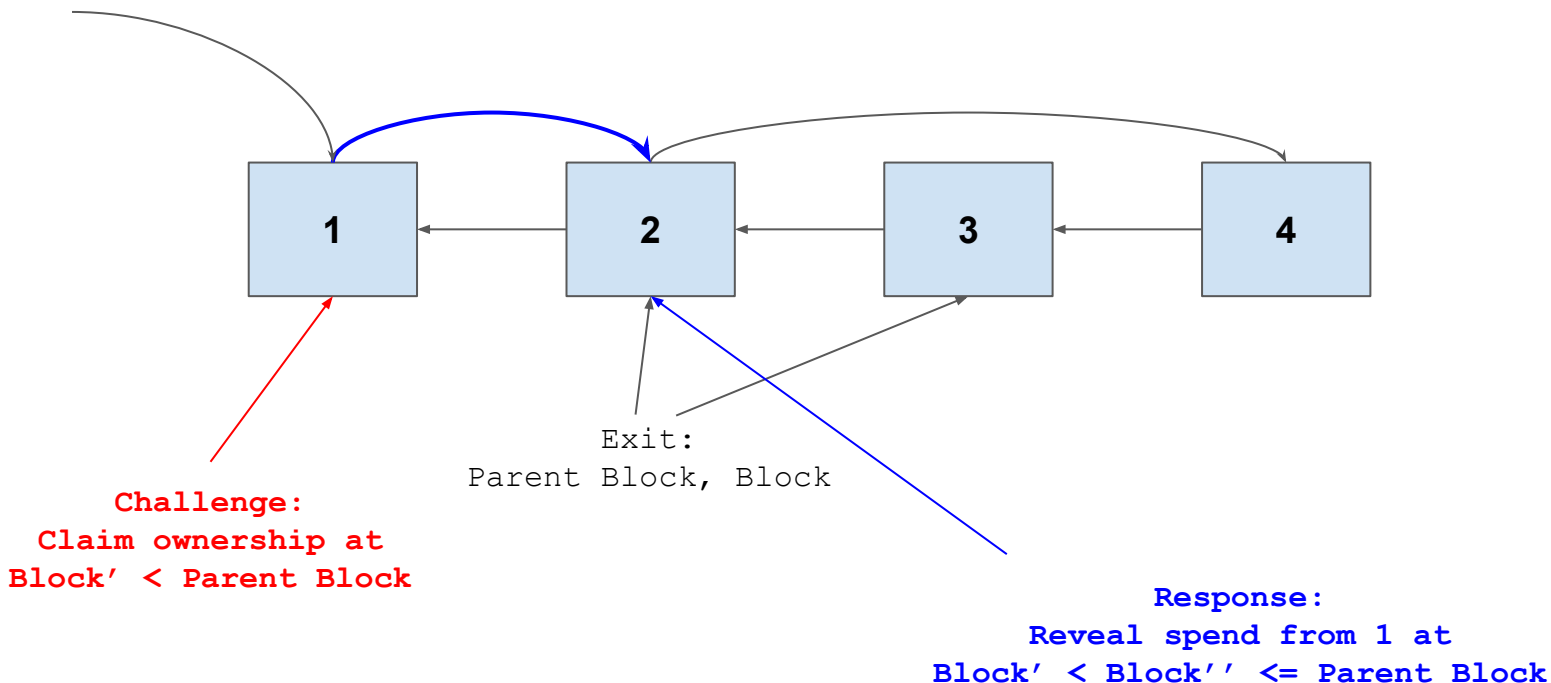 1
2
3
4
Exit:
Parent Block, Block
Challenge:
Claim ownership at
Block’ < Parent Block
Response:
Reveal spend from 1 at
Block’ < Block’’ <= Parent Block